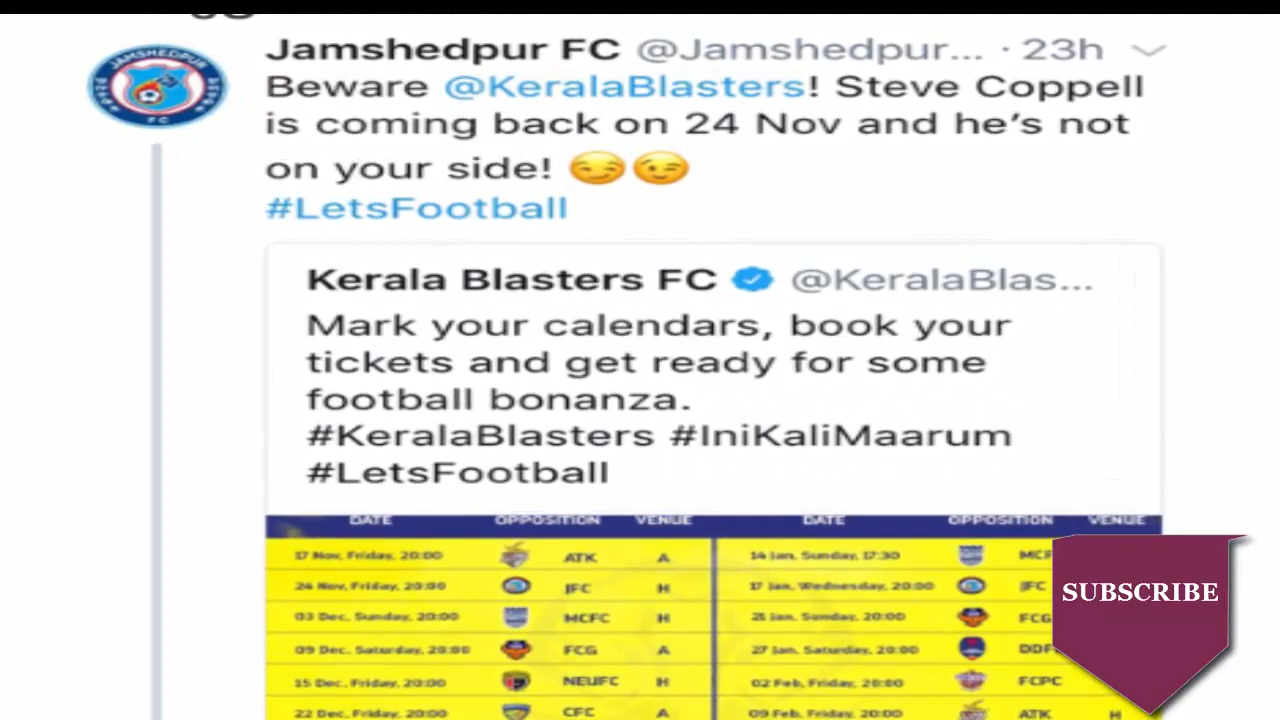 JAMSHEDPUR
FC
Jamshedpur FC @Jamshedpur... · 23h
Beware @KeralaBlasters! Steve Coppell
is coming back on 24 Nov and he's not
on your side! 😏😉
#LetsFootball
Kerala Blasters FC @KeralaBlas...
Mark your calendars, book your
tickets and get ready for some
football bonanza.
#KeralaBlasters #IniKaliMaarum
#LetsFootball
DATE OPPOSITION VENUE DATE OPPOSITION VENUE
17 Nov, Friday, 20:00 ATK A 14 Jan, Sunday, 17:30 MCF
24 Nov, Friday, 20:00 JFC H 17 Jan, Wednesday, 20:00 JFC
03 Dec, Sunday, 20:00 MCFC H 21 Jan, Sunday, 20:00 FCG
09 Dec, Saturday, 20:00 FCG A 27 Jan, Saturday, 20:00 DDF
15 Dec, Friday, 20:00 NEUFC H 02 Feb, Friday, 20:00 FCPC
22 Dec, Friday, 20:00 CFC A 09 Feb, Friday, 20:00 ATK H
SUBSCRIBE